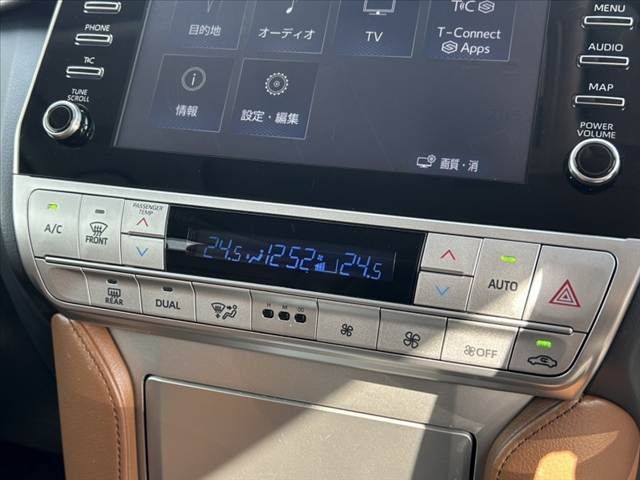 PHONE
T&C
TUNE
SCROLL
目的地
オーディオ
TV
T&C
T-Connect
Apps
情報
設定・編集
画質・消
MENU
AUDIO
MAP
POWER
VOLUME
A/C
FRONT
PASSENGER
TEMP
24.5 1252 24.5
AUTO
REAR
DUAL
H M 00
OFF